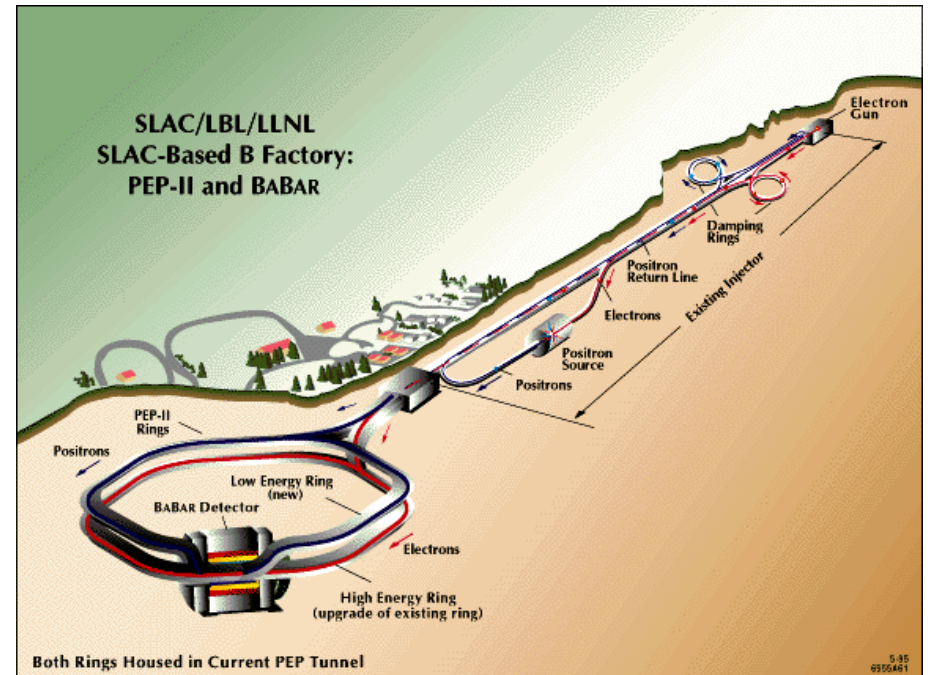 SLAC/LBL/LLNL
SLAC-Based B Factory:
PEP-II and BABAR
Electron
Gun
Damping
Rings
Positron
Return Line
Existing Injector
Electrons
Positron
Source
Positrons
PEP-II
Rings
Positrons
Low Energy Ring
(new)
BABAR Detector
Electrons
High Energy Ring
(upgrade of existing ring)
Both Rings Housed in Current PEP Tunnel
5-95
6955A61